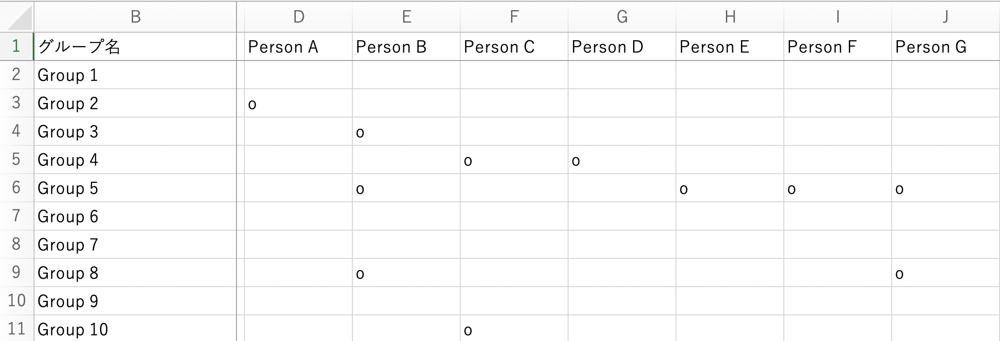 B D E F G H I J
1 グループ名 Person A Person B Person C Person D Person E Person F Person G
2 Group 1
3 Group 2 o
4 Group 3 o
5 Group 4 o o
6 Group 5 o o o o
7 Group 6
8 Group 7
9 Group 8 o o
10 Group 9
11 Group 10 o